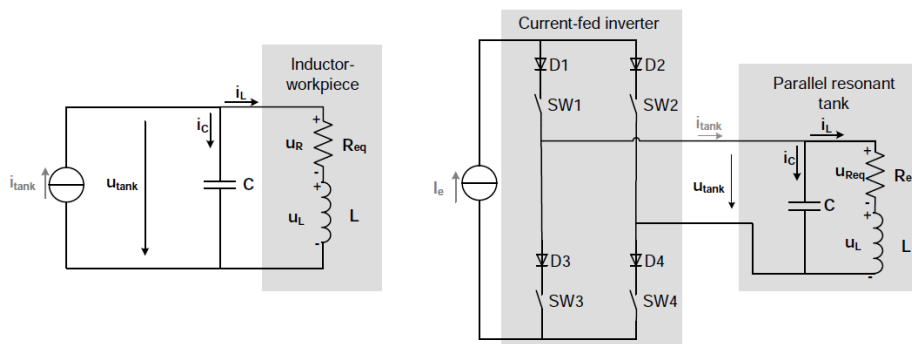 Inductor-
workpiece
iL
iC
+
uR
Req
-
+
itank
utank
C
uL
L
-
Current-fed inverter
D1
D2
SW1
SW2
Parallel resonant
tank
itank
iL
iC
+
uReq
Re
-
+
Ie
utank
C
uL
L
-
D3
D4
SW3
SW4